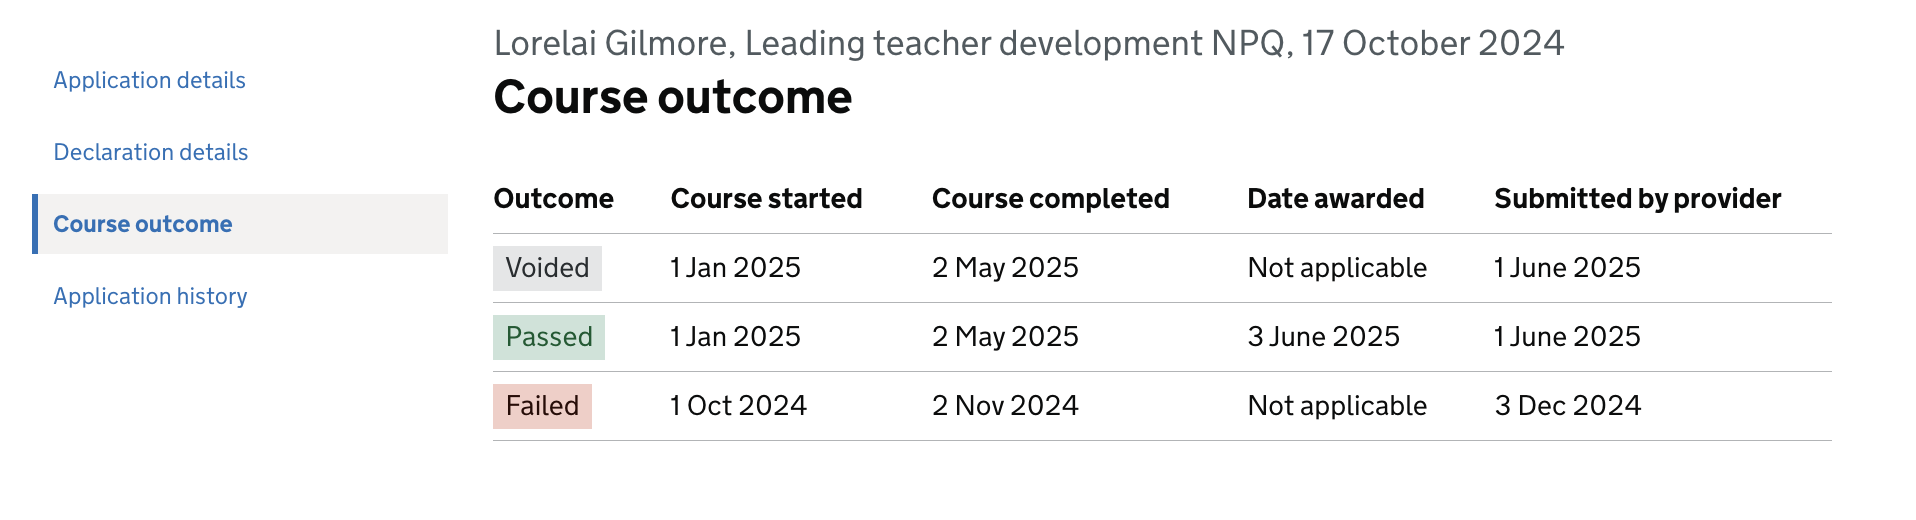 Lorelai Gilmore, Leading teacher development NPQ, 17 October 2024
Course outcome
Application details
Declaration details
Course outcome
Application history
Outcome Course started Course completed Date awarded Submitted by provider
Voided 1 Jan 2025 2 May 2025 Not applicable 1 June 2025
Passed 1 Jan 2025 2 May 2025 3 June 2025 1 June 2025
Failed 1 Oct 2024 2 Nov 2024 Not applicable 3 Dec 2024